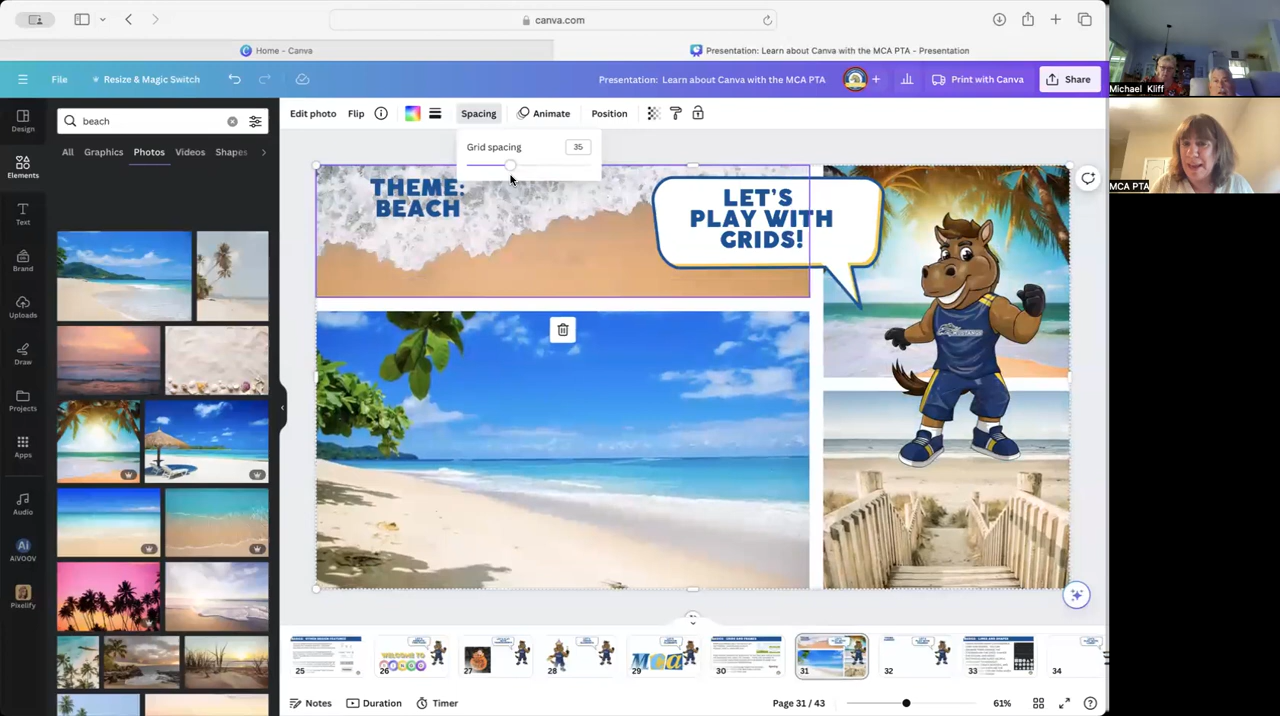 canva.com
Home - Canva
Presentation: Learn about Canva with the MCA PTA - Presentation
File
Resize & Magic Switch
Presentation: Learn about Canva with the MCA PTA
Print with Canva
Share
Design
Elements
Text
Brand
Uploads
Draw
Projects
Apps
Audio
AiVOOV
Pixelify
beach
All
Graphics
Photos
Videos
Shapes
Edit photo
Flip
Spacing
Animate
Position
Grid spacing
35
THEME:
BEACH
LET'S
PLAY WITH
GRIDS!
29
30
31
32
33
34
Notes
Duration
Timer
Page 31 / 43
61%
Michael Kliff
MCA PTA